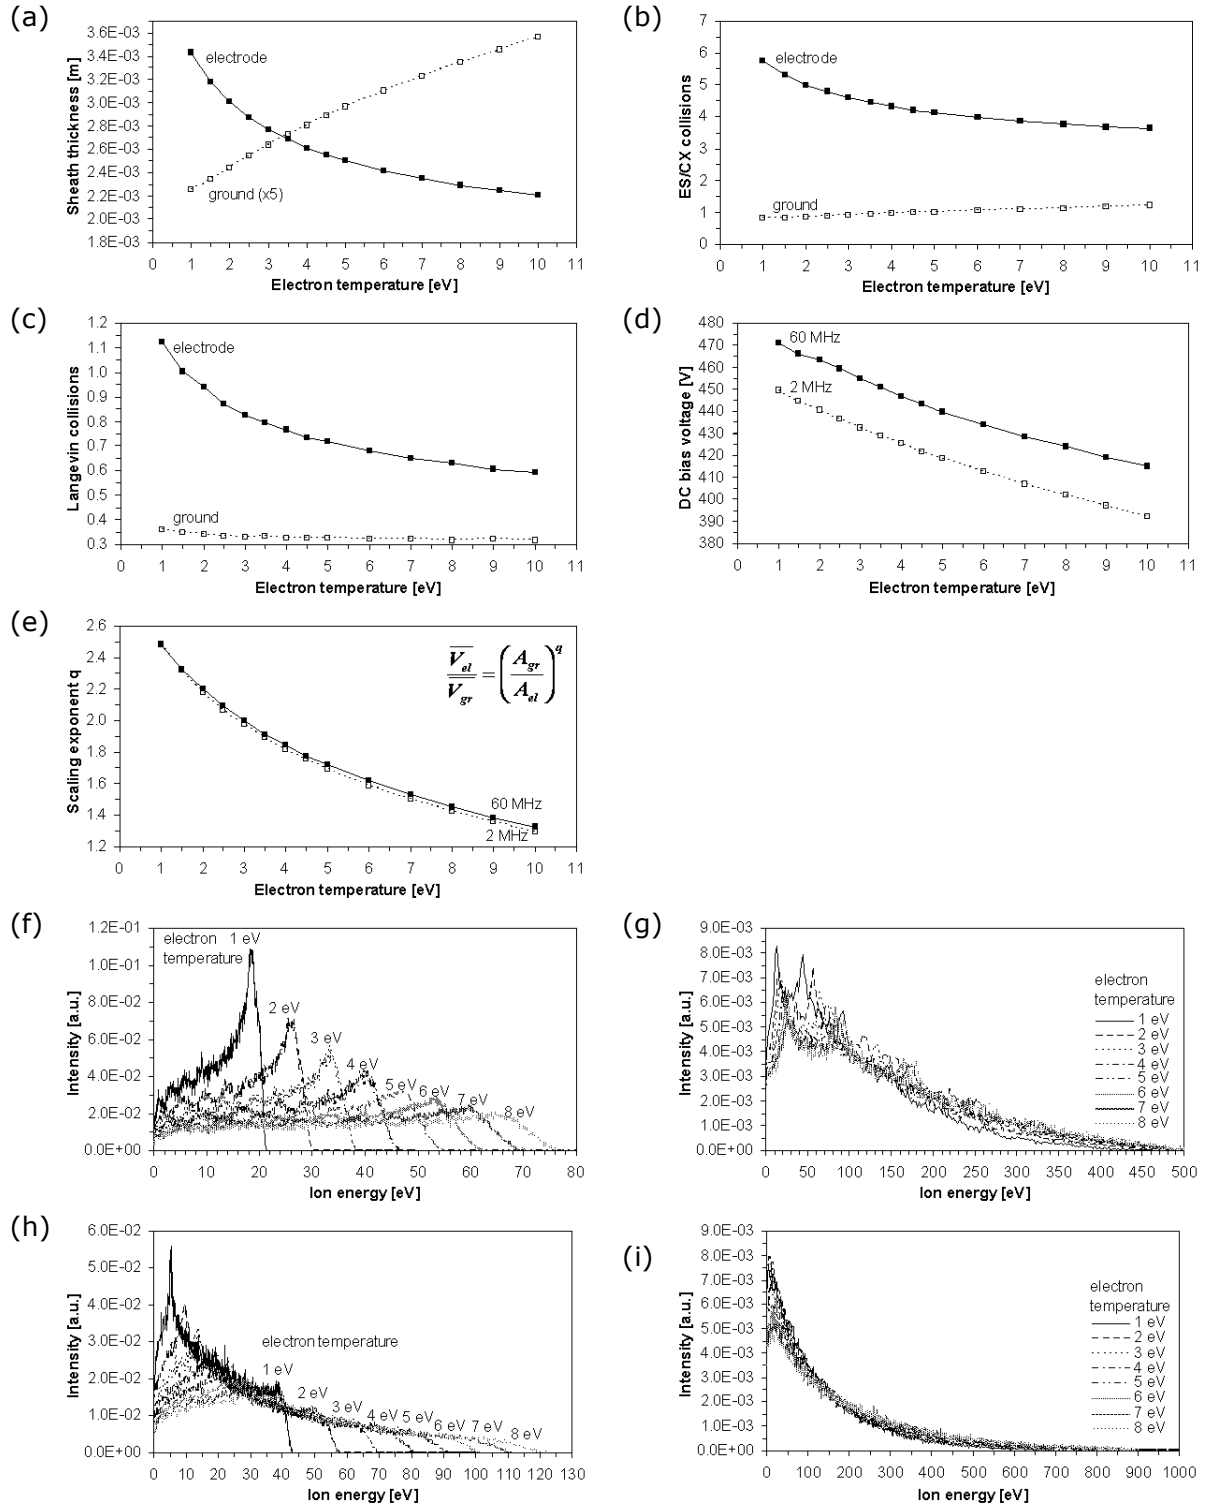 (a)
3.6E-03
3.4E-03
3.2E-03
3.0E-03
2.8E-03
2.6E-03
2.4E-03
2.2E-03
2.0E-03
1.8E-03
Sheath thickness [m]
electrode
ground (x5)
0 1 2 3 4 5 6 7 8 9 10 11
Electron temperature [eV]
(b)
7
6
5
4
3
2
1
0
ES/CX collisions
electrode
ground
0 1 2 3 4 5 6 7 8 9 10 11
Electron temperature [eV]
(c)
1.2
1.1
1.0
0.9
0.8
0.7
0.6
0.5
0.4
0.3
Langevin collisions
electrode
ground
0 1 2 3 4 5 6 7 8 9 10 11
Electron temperature [eV]
(d)
480
470
460
450
440
430
420
410
400
390
380
DC bias voltage [V]
60 MHz
2 MHz
0 1 2 3 4 5 6 7 8 9 10 11
Electron temperature [eV]
(e)
2.6
2.4
2.2
2.0
1.8
1.6
1.4
1.2
Scaling exponent q
V_el / V_gr = (A_gr / A_el)^q
60 MHz
2 MHz
0 1 2 3 4 5 6 7 8 9 10 11
Electron temperature [eV]
(f)
1.2E-01
1.0E-01
8.0E-02
6.0E-02
4.0E-02
2.0E-02
0.0E+00
Intensity [a.u.]
electron 1 eV
temperature
2 eV
3 eV
4 eV
5 eV
6 eV
7 eV
8 eV
0 10 20 30 40 50 60 70 80
Ion energy [eV]
(g)
9.0E-03
8.0E-03
7.0E-03
6.0E-03
5.0E-03
4.0E-03
3.0E-03
2.0E-03
1.0E-03
0.0E+00
Intensity [a.u.]
electron
temperature
1 eV
2 eV
3 eV
4 eV
5 eV
6 eV
7 eV
8 eV
0 50 100 150 200 250 300 350 400 450 500
Ion energy [eV]
(h)
6.0E-02
5.0E-02
4.0E-02
3.0E-02
2.0E-02
1.0E-02
0.0E+00
Intensity [a.u.]
electron temperature
1 eV
2 eV
3 eV
4 eV
5 eV
6 eV
7 eV
8 eV
0 10 20 30 40 50 60 70 80 90 100 110 120 130
Ion energy [eV]
(i)
9.0E-03
8.0E-03
7.0E-03
6.0E-03
5.0E-03
4.0E-03
3.0E-03
2.0E-03
1.0E-03
0.0E+00
Intensity [a.u.]
electron
temperature
1 eV
2 eV
3 eV
4 eV
5 eV
6 eV
7 eV
8 eV
0 100 200 300 400 500 600 700 800 900 1000
Ion energy [eV]